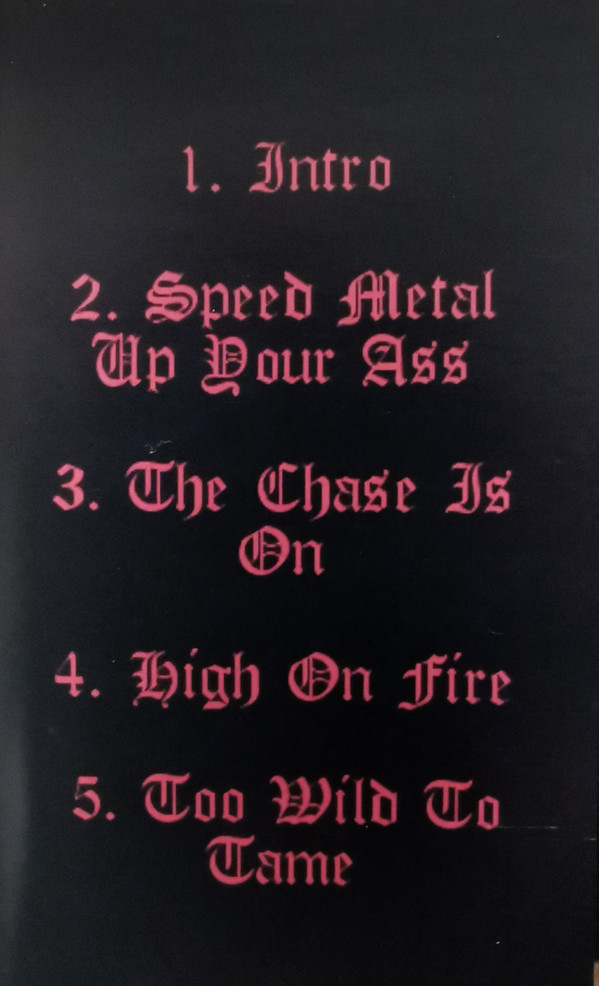 1. Intro
2. Speed Metal
Up Your Ass
3. The Chase Is
On
4. High On Fire
5. Too Wild To
Tame